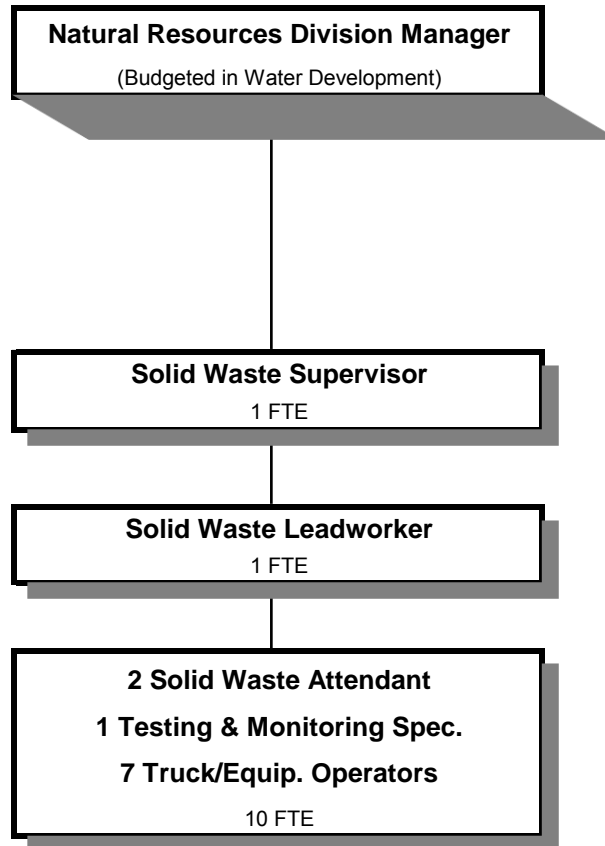 Natural Resources Division Manager
(Budgeted in Water Development)
Solid Waste Supervisor
1 FTE
Solid Waste Leadworker
1 FTE
2 Solid Waste Attendant
1 Testing & Monitoring Spec.
7 Truck/Equip. Operators
10 FTE